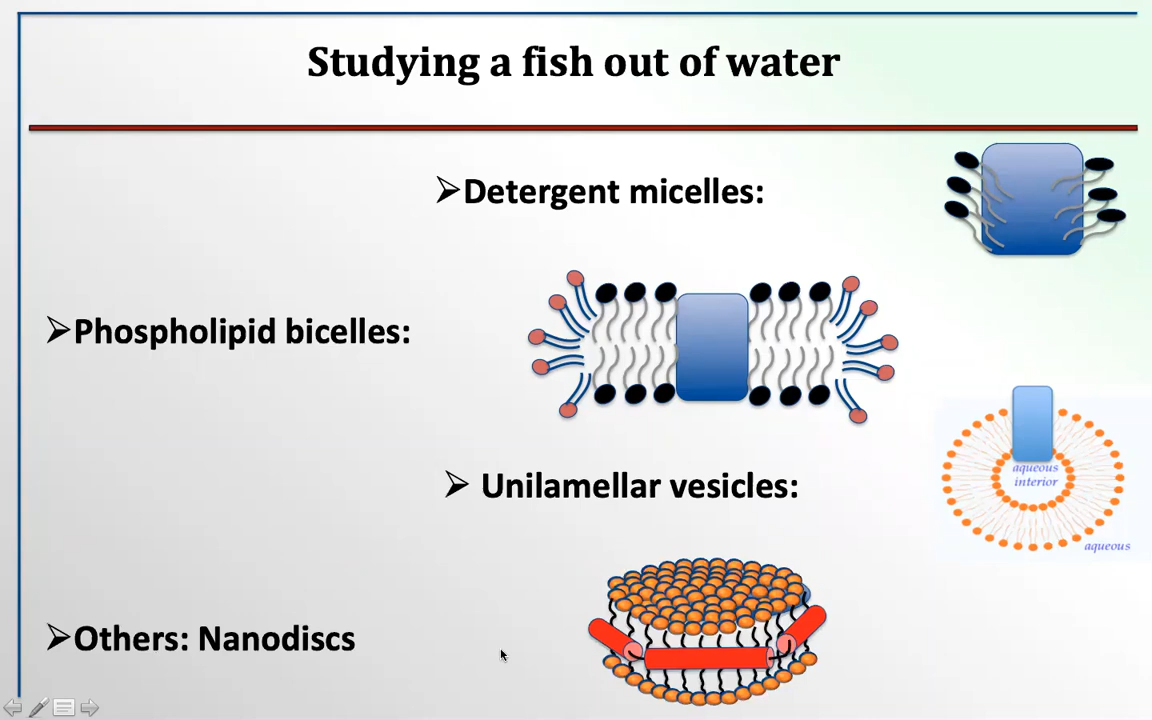 Studying a fish out of water
➢Detergent micelles:
➢Phospholipid bicelles:
aqueous
interior
➢ Unilamellar vesicles:
aqueous
➢Others: Nanodiscs